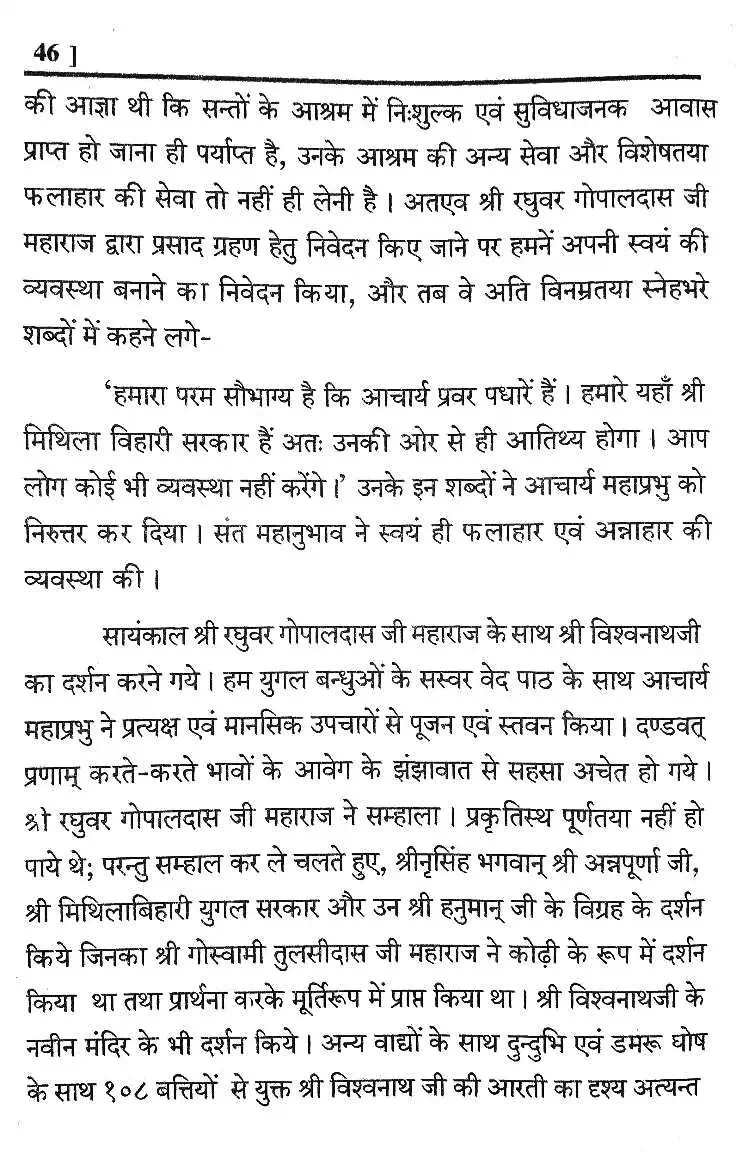 46 ]
की आज्ञा थी कि सन्तों के आश्रम में निःशुल्क एवं सुविधाजनक आवास
प्राप्त हो जाना ही पर्याप्त है, उनके आश्रम की अन्य सेवा और विशेषतया
फलाहार की सेवा तो नहीं ही लेनी है । अतएव श्री रघुवर गोपालदास जी
महाराज द्वारा प्रसाद ग्रहण हेतु निवेदन किए जाने पर हमनें अपनी स्वयं की
व्यवस्था बनाने का निवेदन किया, और तब वे अति विनम्रतया स्नेहभरे
शब्दों में कहने लगे-
'हमारा परम सौभाग्य है कि आचार्य प्रवर पधारें हैं । हमारे यहाँ श्री
मिथिला विहारी सरकार हैं अतः उनकी ओर से ही आतिथ्य होगा । आप
लोग कोई भी व्यवस्था नहीं करेंगे ।' उनके इन शब्दों ने आचार्य महाप्रभु को
निरुत्तर कर दिया । संत महानुभाव ने स्वयं ही फलाहार एवं अन्नाहार की
व्यवस्था की ।
सायंकाल श्री रघुवर गोपालदास जी महाराज के साथ श्री विश्वनाथजी
का दर्शन करने गये । हम युगल बन्धुओं के सस्वर वेद पाठ के साथ आचार्य
महाप्रभु ने प्रत्यक्ष एवं मानसिक उपचारों से पूजन एवं स्तवन किया । दण्डवत्
प्रणाम् करते-करते भावों के आवेग के झंझावात से सहसा अचेत हो गये ।
श्री रघुवर गोपालदास जी महाराज ने सम्हाला । प्रकृतिस्थ पूर्णतया नहीं हो
पाये थे; परन्तु सम्हाल कर ले चलते हुए, श्रीनृसिंह भगवान् श्री अन्नपूर्णा जी,
श्री मिथिलाबिहारी युगल सरकार और उन श्री हनुमान् जी के विग्रह के दर्शन
किये जिनका श्री गोस्वामी तुलसीदास जी महाराज ने कोढ़ी के रूप में दर्शन
किया था तथा प्रार्थना करके मूर्तिरूप में प्राप्त किया था । श्री विश्वनाथजी के
नवीन मंदिर के भी दर्शन किये । अन्य वाद्यों के साथ दुन्दुभि एवं डमरू घोष
के साथ १०८ बत्तियों से युक्त श्री विश्वनाथ जी की आरती का दृश्य अत्यन्त